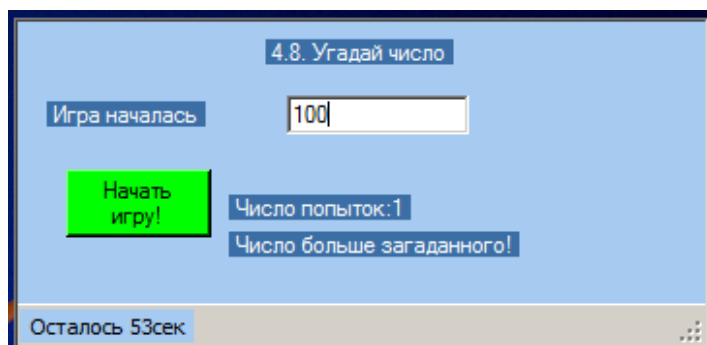 4.8. Угадай число
Игра началась
100
Начать
игру!
Число попыток:1
Число больше загаданного!
Осталось 53сек